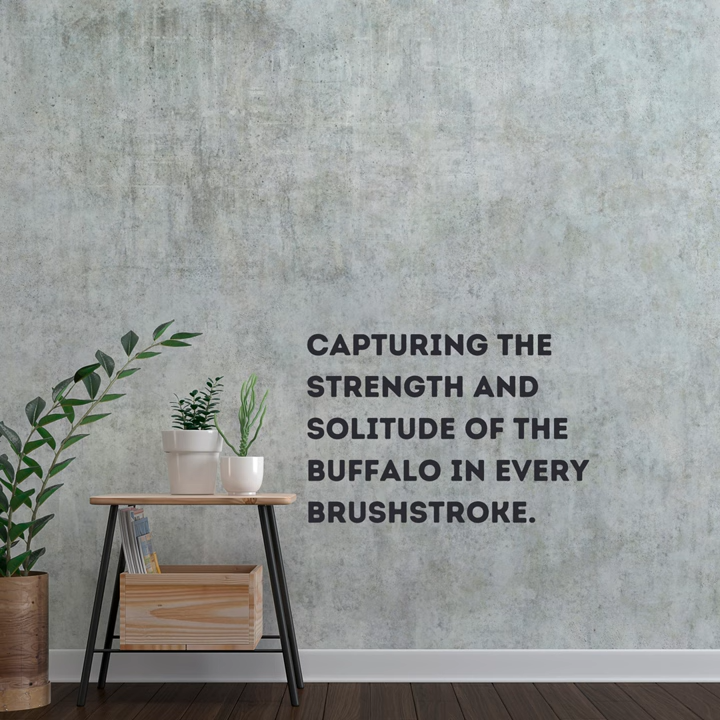 CAPTURING THE
STRENGTH AND
SOLITUDE OF THE
BUFFALO IN EVERY
BRUSHSTROKE.